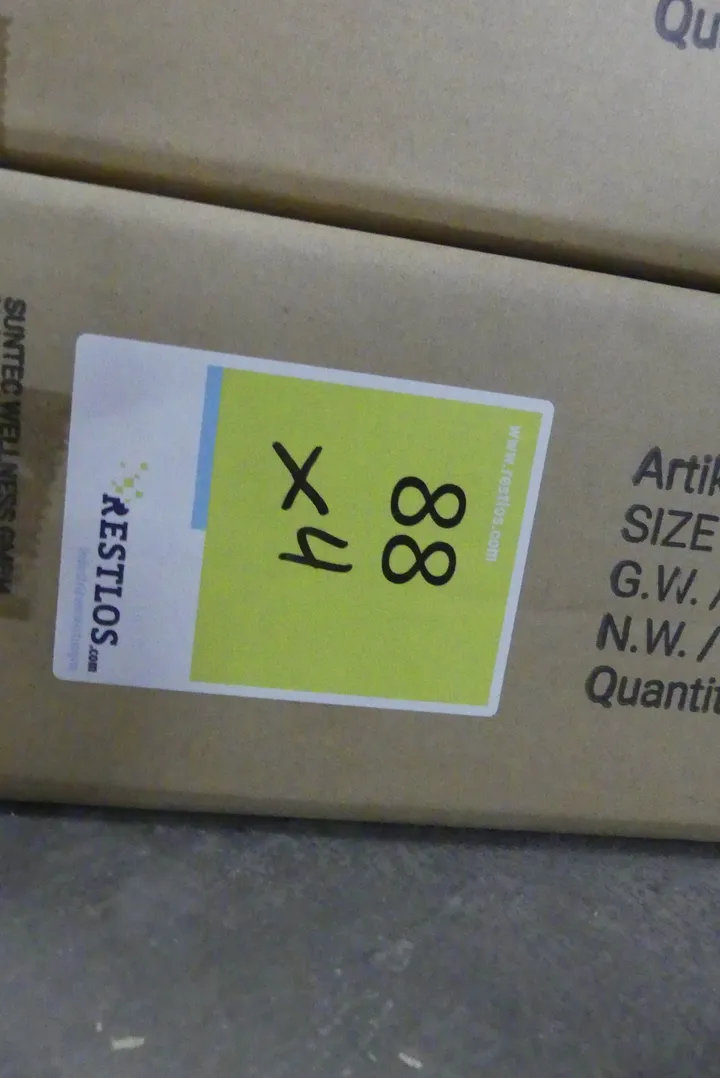 Qu
SUNTEC WELLNESS GMBH
www.restlos.com
88
x4
RESTLOS.com
Artik
SIZE
G.W. /
N.W. /
Quantit